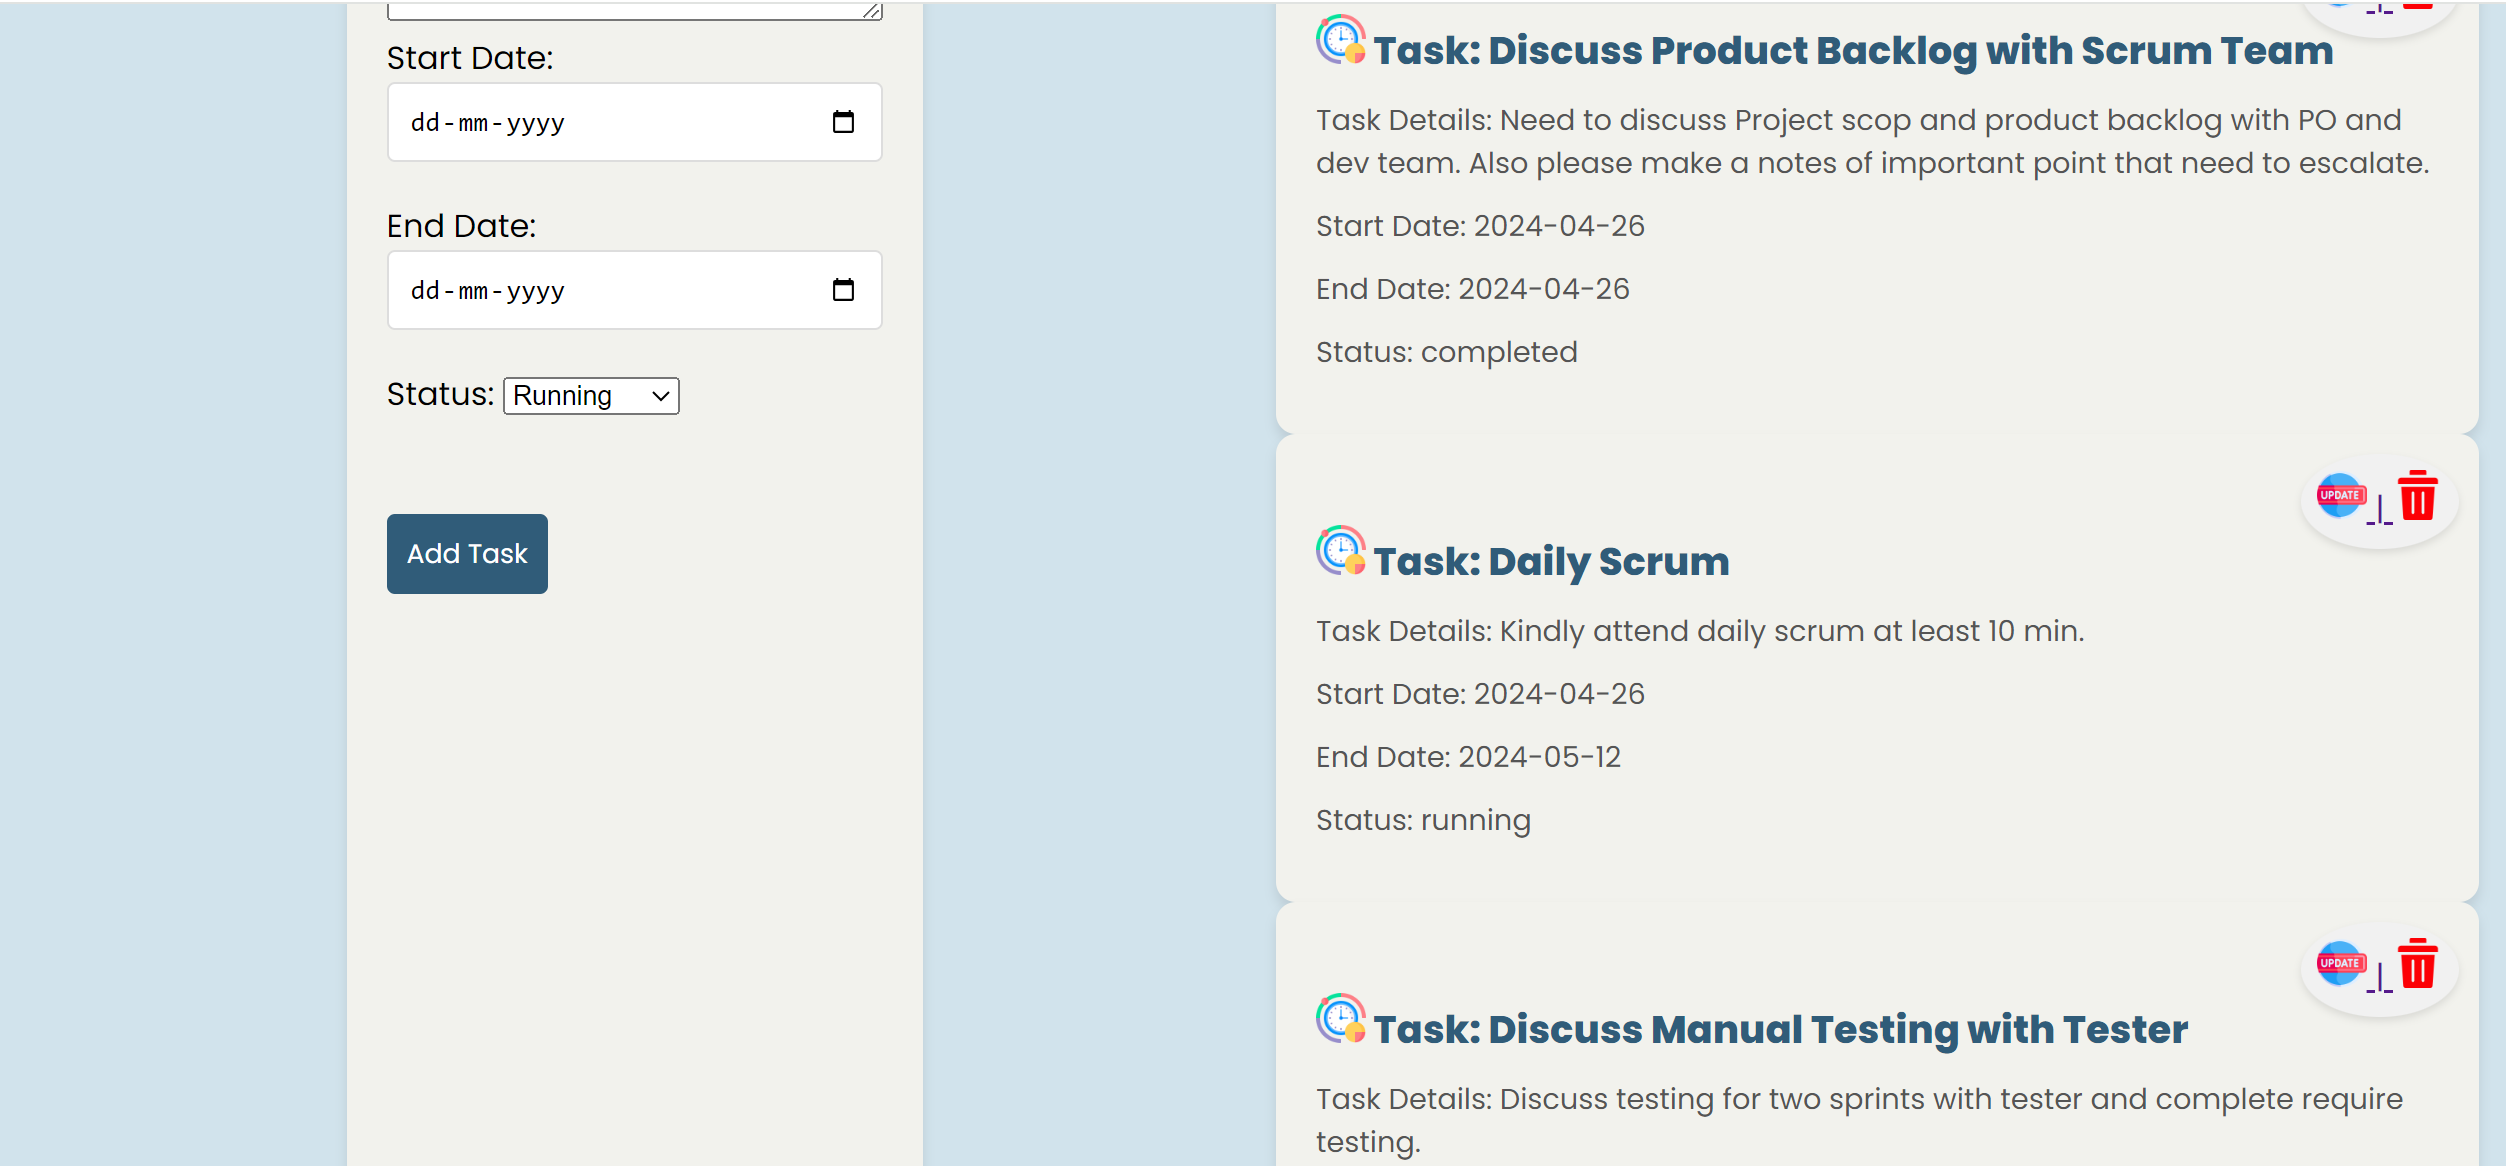 Start Date:
dd-mm-yyyy
End Date:
dd-mm-yyyy
Status: Running
Add Task
Task: Discuss Product Backlog with Scrum Team
Task Details: Need to discuss Project scop and product backlog with PO and
dev team. Also please make a notes of important point that need to escalate.
Start Date: 2024-04-26
End Date: 2024-04-26
Status: completed
UPDATE
Task: Daily Scrum
Task Details: Kindly attend daily scrum at least 10 min.
Start Date: 2024-04-26
End Date: 2024-05-12
Status: running
UPDATE
Task: Discuss Manual Testing with Tester
Task Details: Discuss testing for two sprints with tester and complete require
testing.